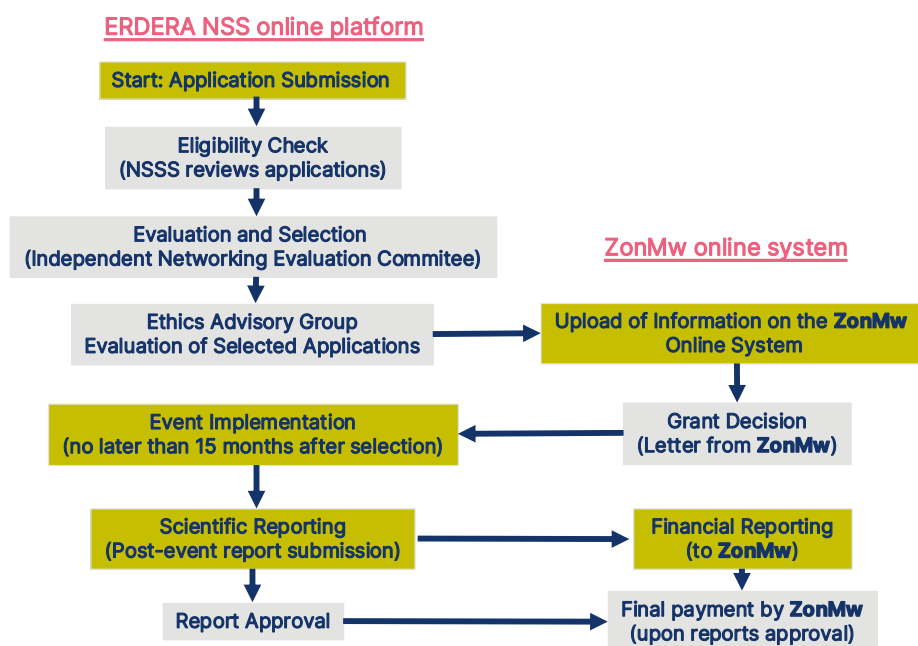 ERDERA NSS online platform
Start: Application Submission
Eligibility Check
(NSSS reviews applications)
Evaluation and Selection
(Independent Networking Evaluation Commitee)
Ethics Advisory Group
Evaluation of Selected Applications
ZonMw online system
Upload of Information on the ZonMw
Online System
Grant Decision
(Letter from ZonMw)
Event Implementation
(no later than 15 months after selection)
Scientific Reporting
(Post-event report submission)
Financial Reporting
(to ZonMw)
Report Approval
Final payment by ZonMw
(upon reports approval)